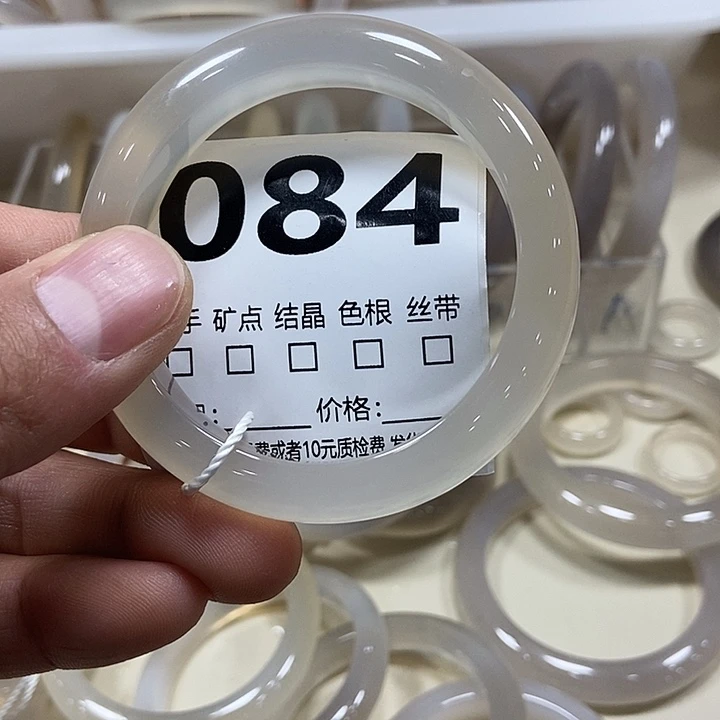 084
手 矿点 结晶 色根 丝带
□ □ □ □ □
价格:
费或者10元质检费